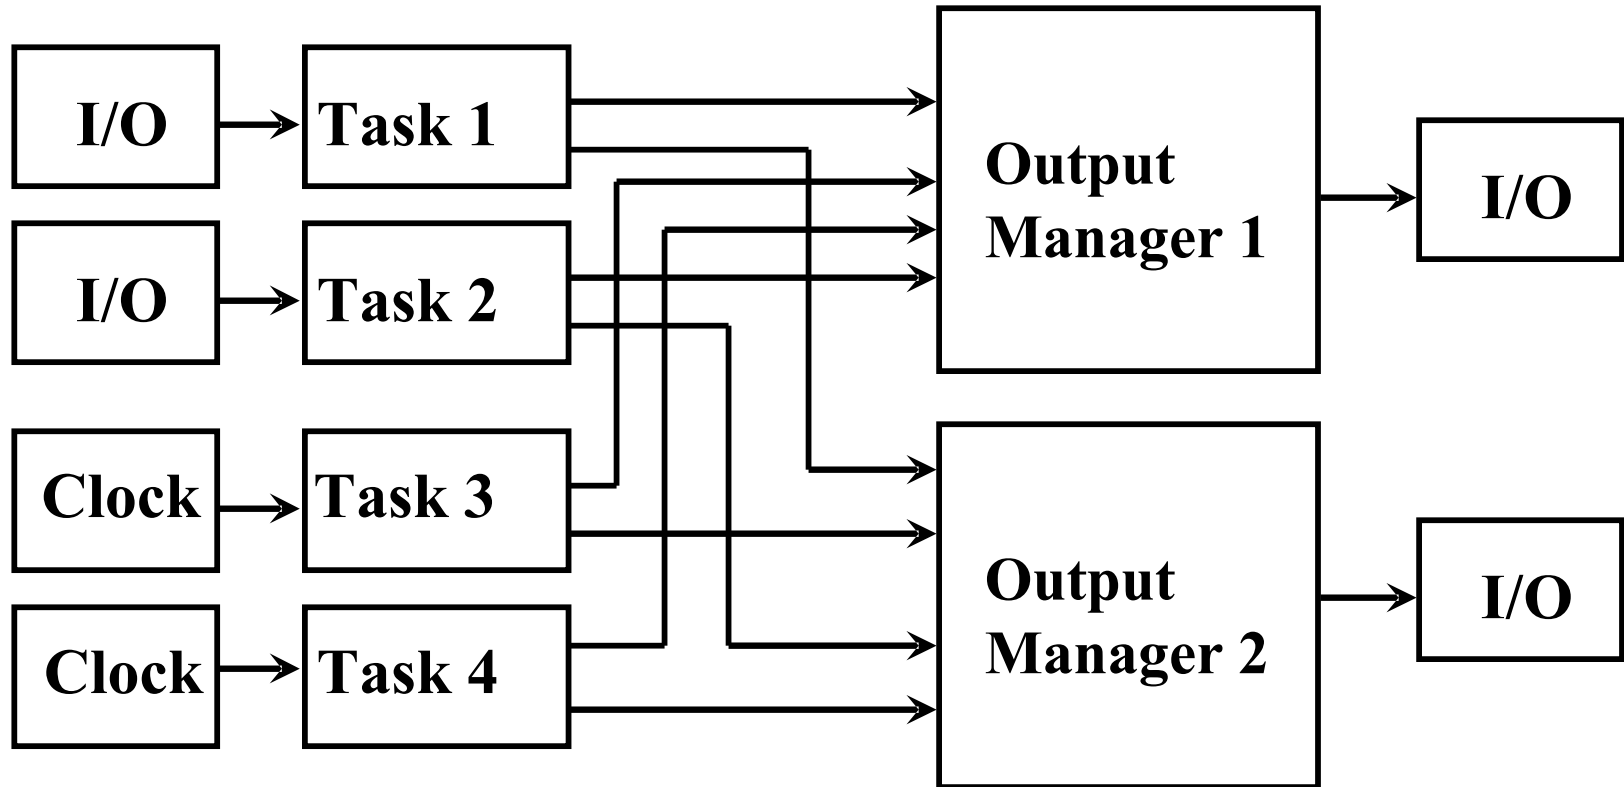 I/O
Task 1
Output
Manager 1
I/O
I/O
Task 2
Clock
Task 3
Output
Manager 2
I/O
Clock
Task 4